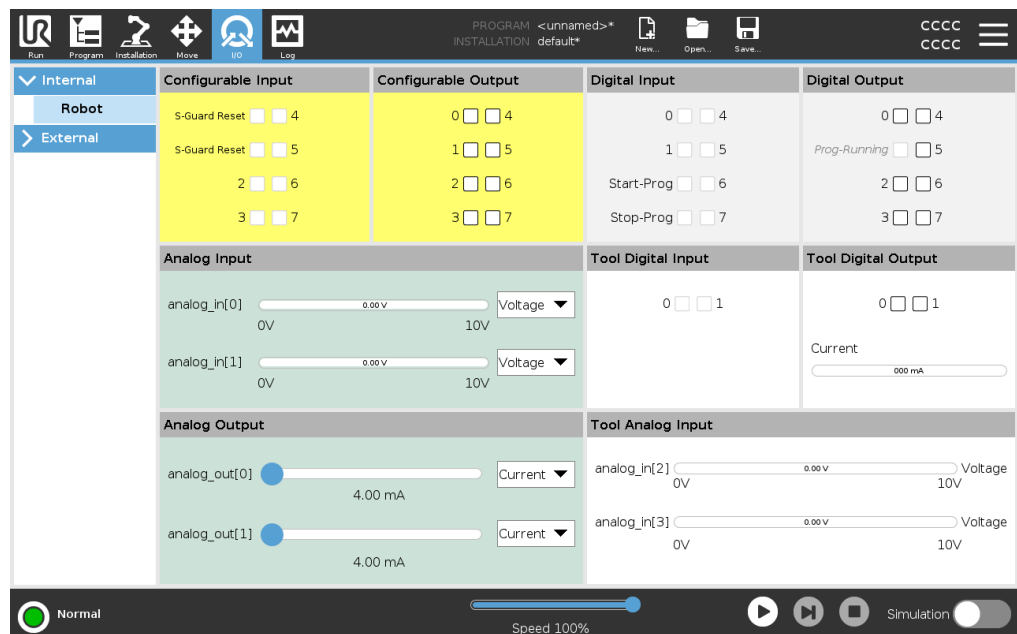 UR
PROGRAM <unnamed>*
INSTALLATION default*
CCCC
CCCC
Run Program Installation Move I/O Log New... Open... Save...
Internal
Robot
External
Configurable Input
S-Guard Reset 4
S-Guard Reset 5
2 6
3 7
Configurable Output
0 4
1 5
2 6
3 7
Digital Input
0 4
1 5
Start-Prog 6
Stop-Prog 7
Digital Output
0 4
Prog-Running 5
2 6
3 7
Analog Input
analog_in[0] 0.00 V Voltage
0V 10V
analog_in[1] 0.00 V Voltage
0V 10V
Tool Digital Input
0 1
Tool Digital Output
0 1
Current
000 mA
Analog Output
analog_out[0] Current
4.00 mA
analog_out[1] Current
4.00 mA
Tool Analog Input
analog_in[2] 0.00 V Voltage
0V 10V
analog_in[3] 0.00 V Voltage
0V 10V
Normal
Speed 100%
Simulation